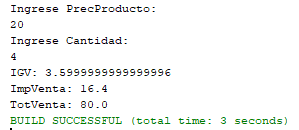 Ingrese PrecProducto:
20
Ingrese Cantidad:
4
IGV: 3.5999999999999996
ImpVenta: 16.4
TotVenta: 80.0
BUILD SUCCESSFUL (total time: 3 seconds)